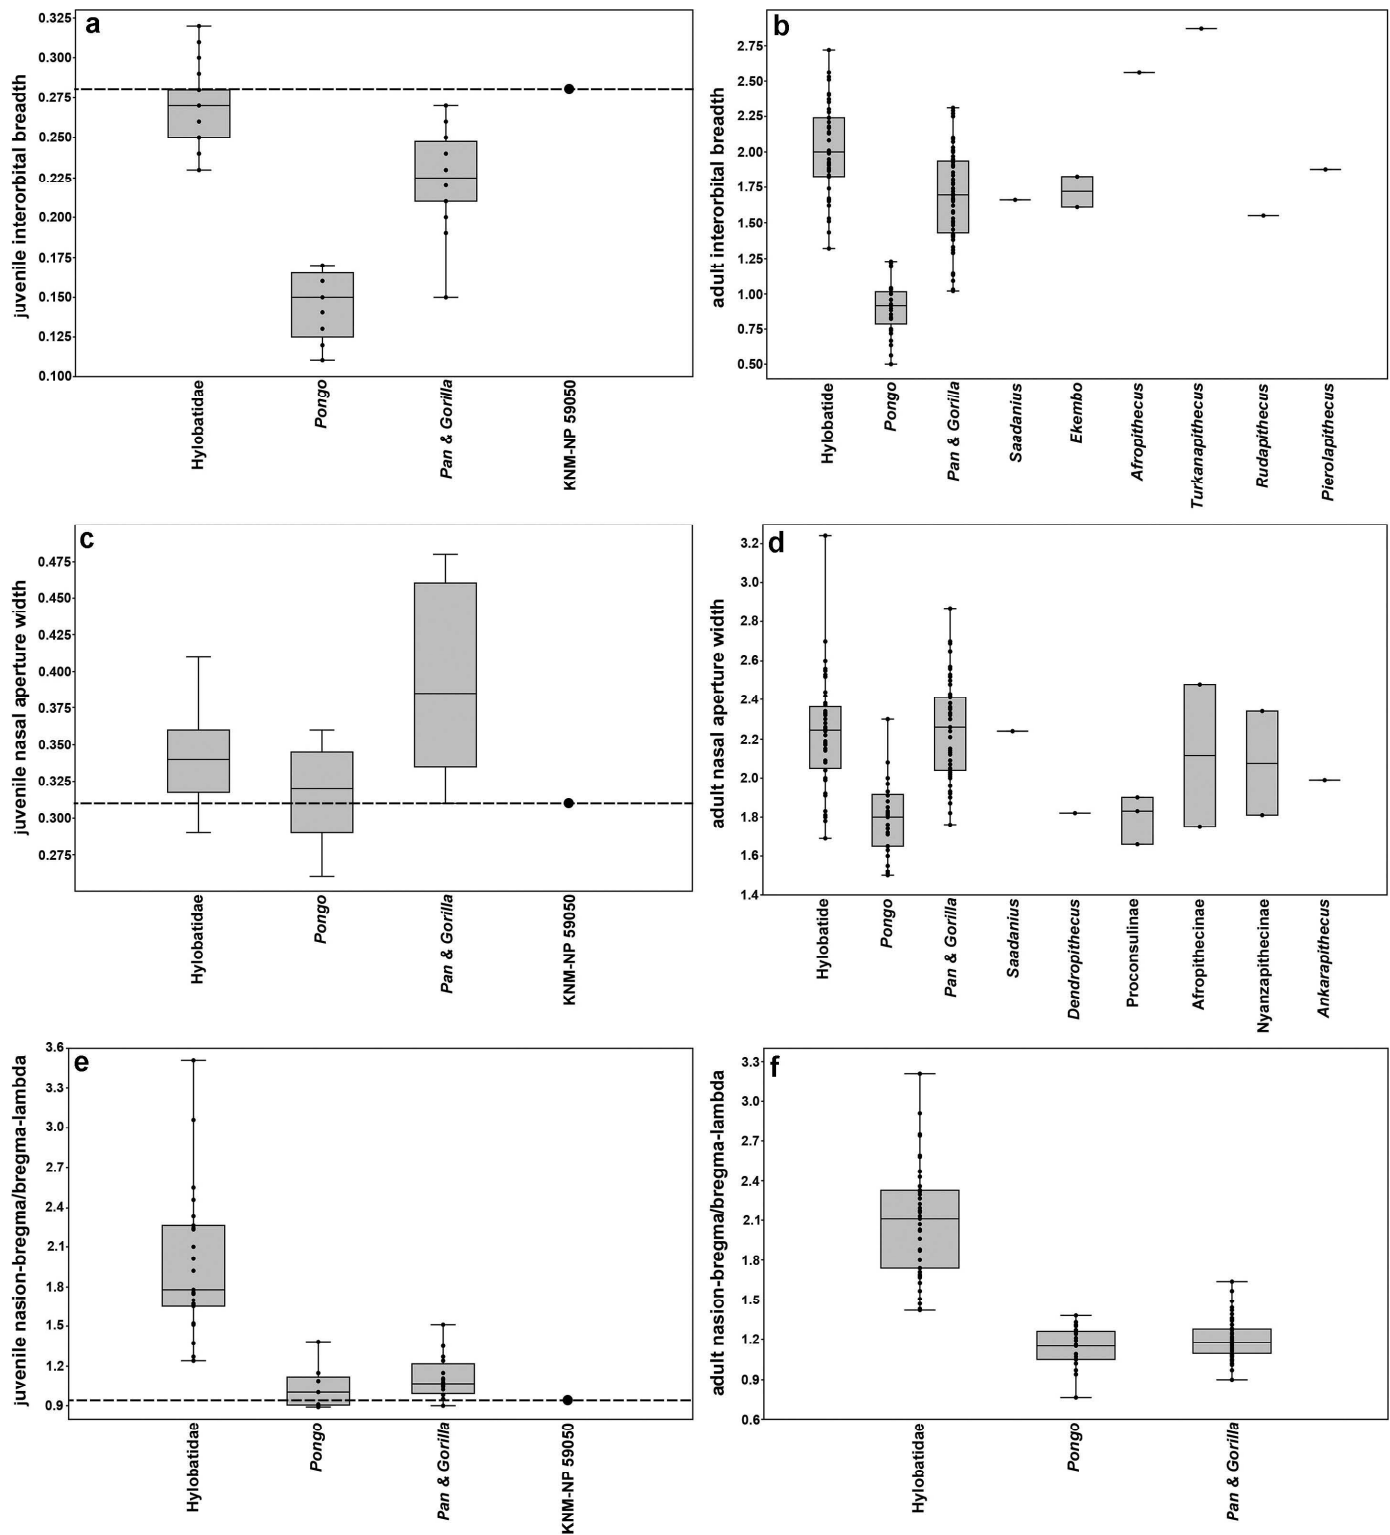 a
juvenile interorbital breadth
0.325
0.300
0.275
0.250
0.225
0.200
0.175
0.150
0.125
0.100
Hylobatidae
Pongo
Pan & Gorilla
KNM-NP 59050
b
adult interorbital breadth
2.75
2.50
2.25
2.00
1.75
1.50
1.25
1.00
0.75
0.50
Hylobatide
Pongo
Pan & Gorilla
Saadanius
Ekembo
Afropithecus
Turkanapithecus
Rudapithecus
Pierolapithecus
c
juvenile nasal aperture width
0.475
0.450
0.425
0.400
0.375
0.350
0.325
0.300
0.275
Hylobatidae
Pongo
Pan & Gorilla
KNM-NP 59050
d
adult nasal aperture width
3.2
3.0
2.8
2.6
2.4
2.2
2.0
1.8
1.6
1.4
Hylobatide
Pongo
Pan & Gorilla
Saadanius
Dendropithecus
Proconsulinae
Afropithecinae
Nyanzapithecinae
Ankarapithecus
e
juvenile nasion-bregma/bregma-lambda
3.6
3.3
3.0
2.7
2.4
2.1
1.8
1.5
1.2
0.9
Hylobatidae
Pongo
Pan & Gorilla
KNM-NP 59050
f
adult nasion-bregma/bregma-lambda
3.3
3.0
2.7
2.4
2.1
1.8
1.5
1.2
0.9
0.6
Hylobatidae
Pongo
Pan & Gorilla